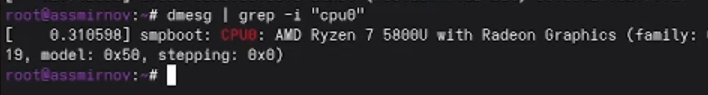 root@assmirnov:~# dmesg | grep -i "cpu0"
[    0.310598] smpboot: CPU0: AMD Ryzen 7 5800U with Radeon Graphics (family: 0x
19, model: 0x50, stepping: 0x0)
root@assmirnov:~#